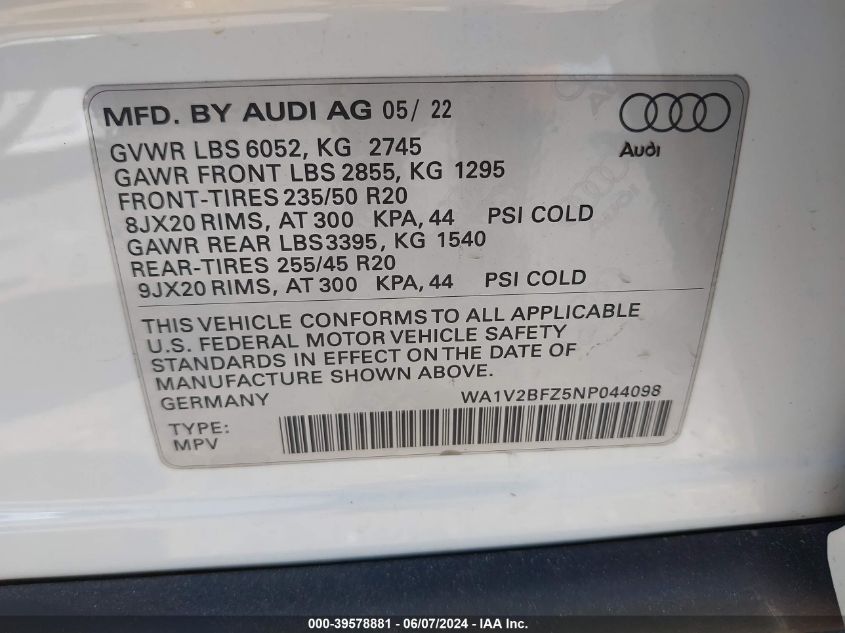 MFD. BY AUDI AG 05/ 22
Audi
GVWR LBS 6052, KG 2745
GAWR FRONT LBS 2855, KG 1295
FRONT-TIRES 235/50 R20
8JX20 RIMS, AT 300 KPA, 44 PSI COLD
GAWR REAR LBS3395, KG 1540
REAR-TIRES 255/45 R20
9JX20 RIMS, AT 300 KPA, 44 PSI COLD
THIS VEHICLE CONFORMS TO ALL APPLICABLE
U.S. FEDERAL MOTOR VEHICLE SAFETY
STANDARDS IN EFFECT ON THE DATE OF
MANUFACTURE SHOWN ABOVE.
GERMANY WA1V2BFZ5NP044098
TYPE:
MPV
000-39578881 - 06/07/2024 - IAA Inc.